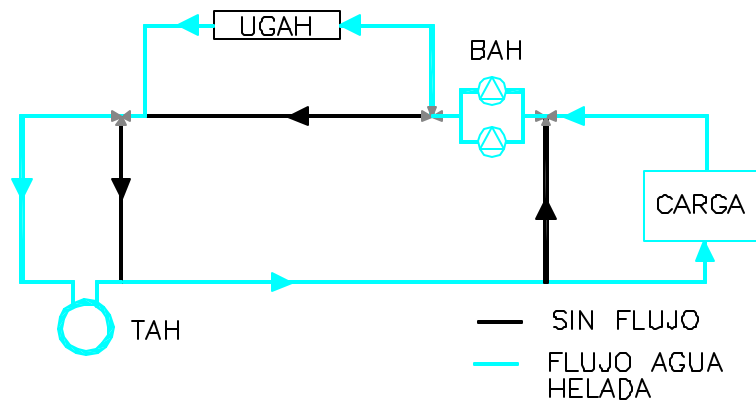 UGAH
BAH
CARGA
TAH
SIN FLUJO
FLUJO AGUA
HELADA